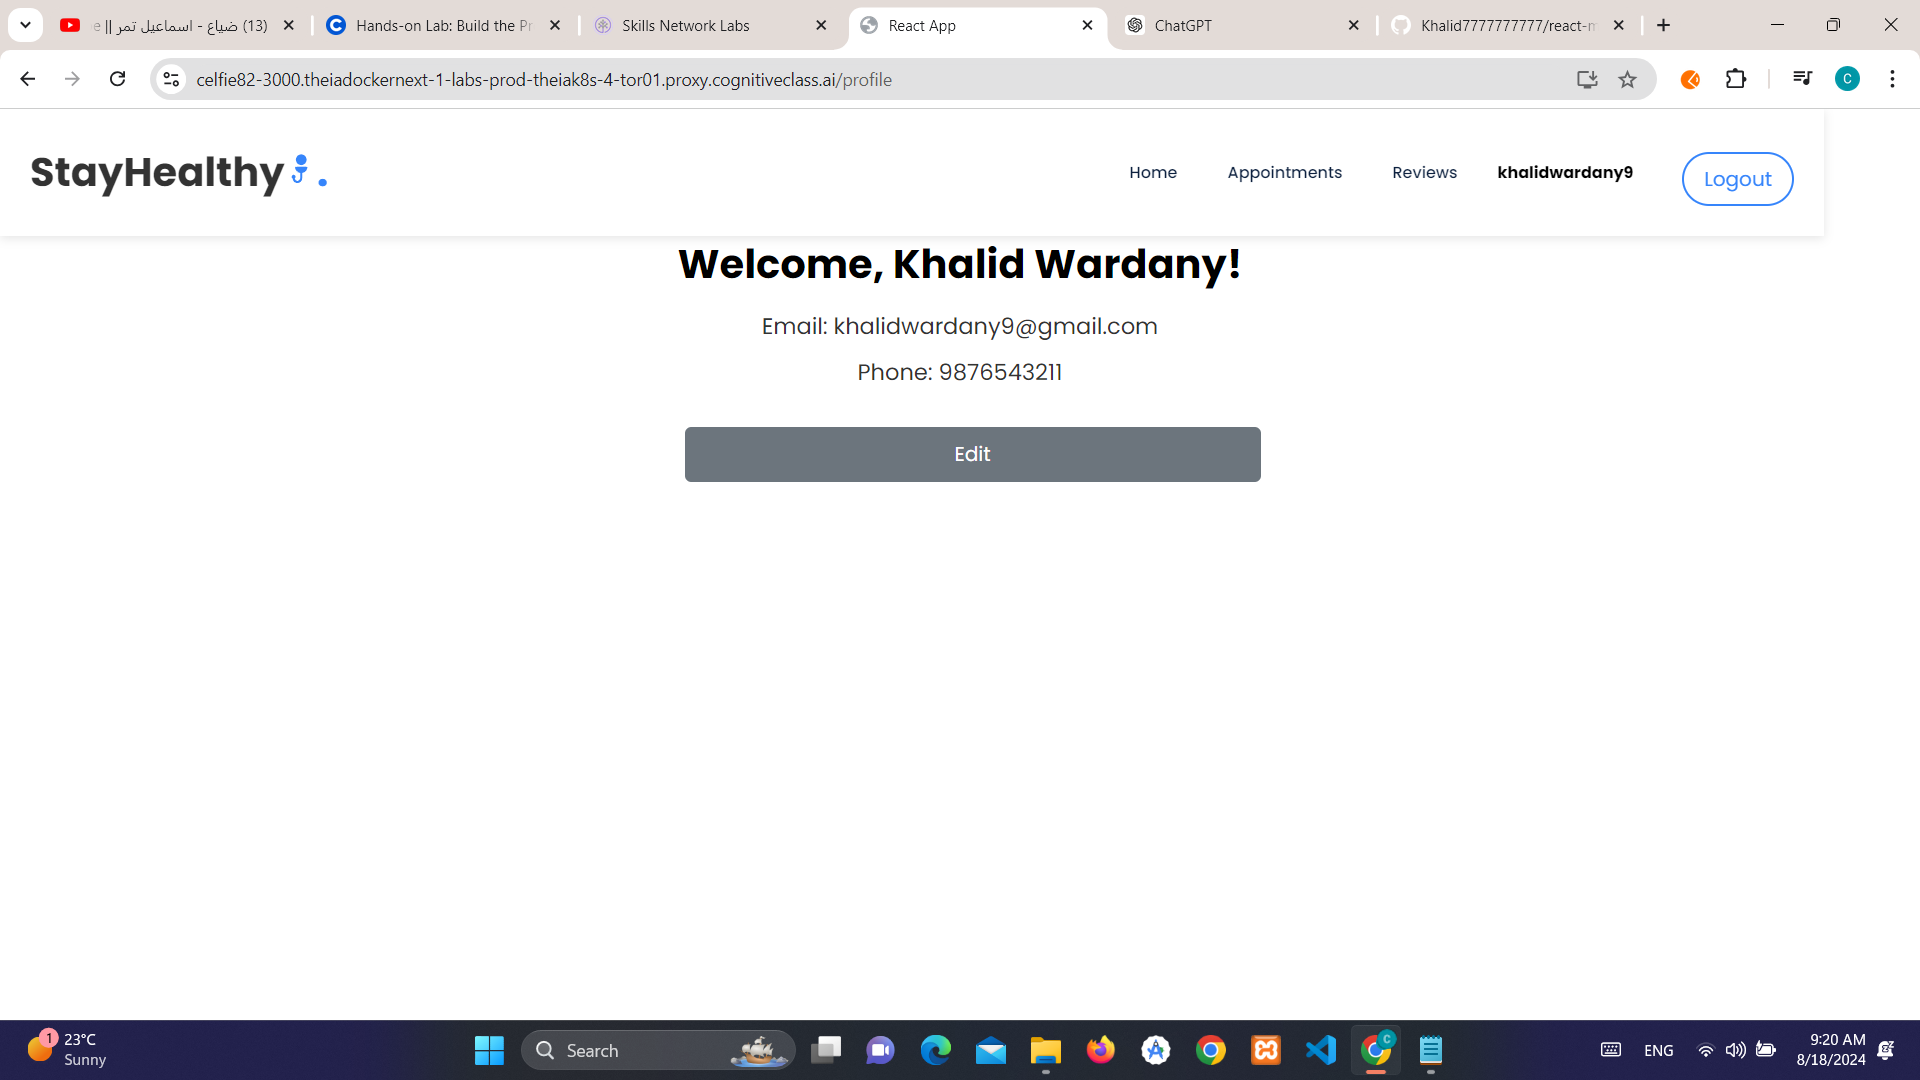 (13) ضياع - اسماعيل تمر || e
Hands-on Lab: Build the Pr
Skills Network Labs
React App
ChatGPT
Khalid7777777777/react-m
celfie82-3000.theiadockernext-1-labs-prod-theiak8s-4-tor01.proxy.cognitiveclass.ai/profile
C
StayHealthy.
Home
Appointments
Reviews
khalidwardany9
Logout
Welcome, Khalid Wardany!
Email: khalidwardany9@gmail.com
Phone: 9876543211
Edit
1
23°C
Sunny
Search
C
ENG
9:20 AM
8/18/2024